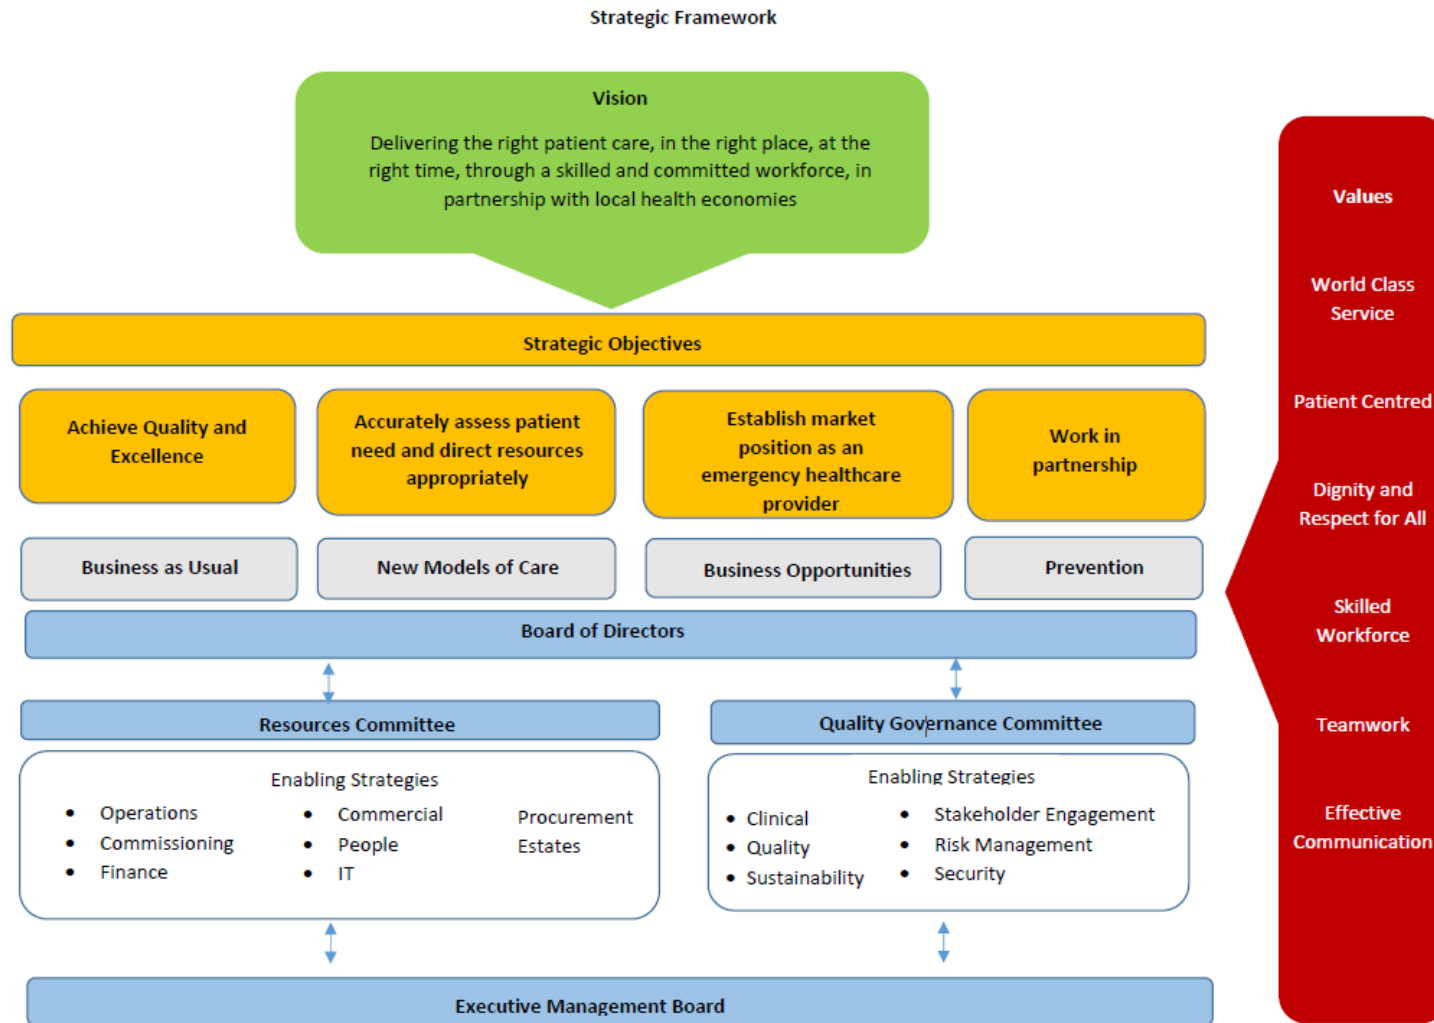 Strategic Framework
Vision
Delivering the right patient care, in the right place, at the
right time, through a skilled and committed workforce, in
partnership with local health economies
Strategic Objectives
Achieve Quality and
Excellence
Accurately assess patient
need and direct resources
appropriately
Establish market
position as an
emergency healthcare
provider
Work in
partnership
Business as Usual
New Models of Care
Business Opportunities
Prevention
Board of Directors
Resources Committee
Enabling Strategies
• Operations
• Commissioning
• Finance
• Commercial
• People
• IT
Procurement
Estates
Quality Governance Committee
Enabling Strategies
• Clinical
• Quality
• Sustainability
• Stakeholder Engagement
• Risk Management
• Security
Executive Management Board
Values
World Class
Service
Patient Centred
Dignity and
Respect for All
Skilled
Workforce
Teamwork
Effective
Communication